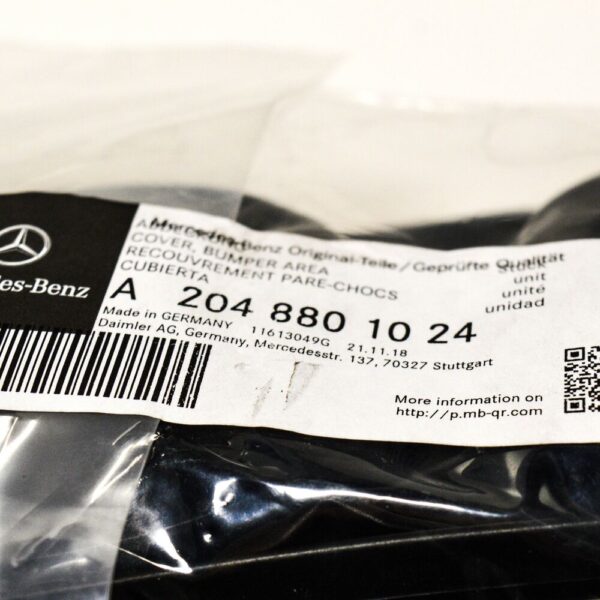 Mercedes-Benz Original-Teile/Geprüfte Qualität
COVER, BUMPER AREA
RECOUVREMENT PARE-CHOCS
CUBIERTA
unit
unité
unidad
des-Benz
A 204 880 10 24
Made in GERMANY 11613049G 21.11.18
Daimler AG, Germany, Mercedesstr. 137, 70327 Stuttgart
More information on
http://p.mb-qr.com/